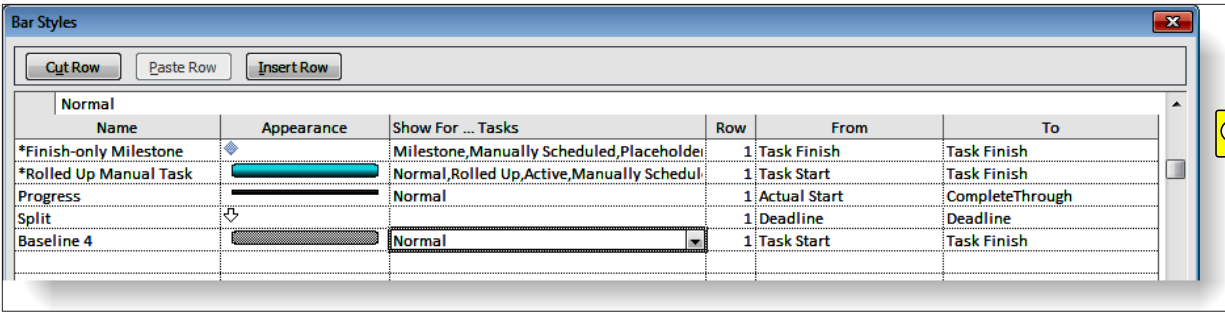 Bar Styles
Cut Row Paste Row Insert Row
Normal
Name Appearance Show For ... Tasks Row From To
*Finish-only Milestone Milestone,Manually Scheduled,Placeholder 1 Task Finish Task Finish
*Rolled Up Manual Task Normal,Rolled Up,Active,Manually Schedul 1 Task Start Task Finish
Progress Normal 1 Actual Start CompleteThrough
Split 1 Deadline Deadline
Baseline 4 Normal 1 Task Start Task Finish